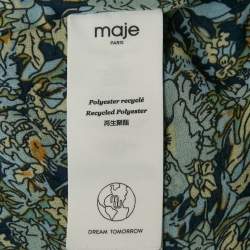 maje
PARIS
Polyester recyclé
Recycled Polyester
再生聚酯
DREAM TOMORROW